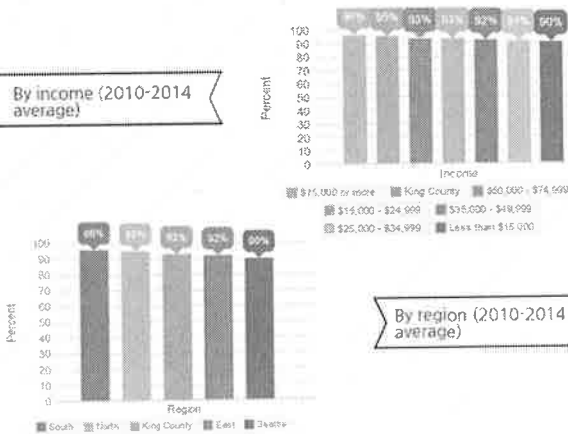 By income (2010-2014
average)
Percent
100
90
80
70
60
50
40
30
20
10
0
93% 92% 90%
Income
$75,000 or more King County $50,000 - $74,999
$15,000 - $24,999 $35,000 - $49,999
$25,000 - $34,999 Less than $15,000
By region (2010-2014
average)
Percent
100
90
80
70
60
50
40
30
20
10
0
93% 92% 90%
Region
South North King County East Seattle